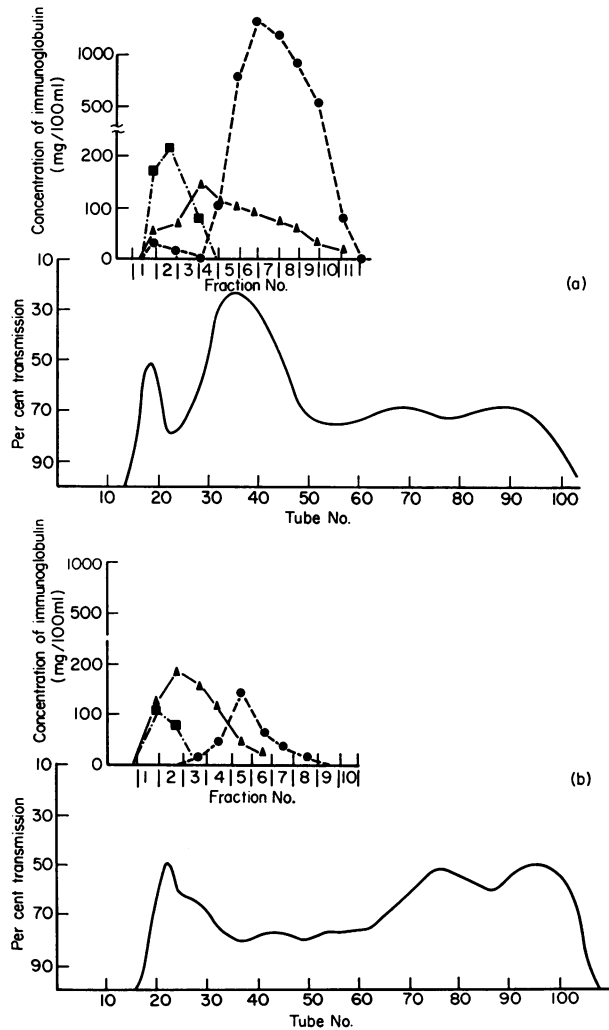 Concentration of immunoglobulin
(mg/100ml)
1000
500
200
100
0
1 2 3 4 5 6 7 8 9 10 11
Fraction No.
(a)
Per cent transmission
10
30
50
70
90
10 20 30 40 50 60 70 80 90 100
Tube No.
Concentration of immunoglobulin
(mg/100ml)
1000
500
200
100
0
1 2 3 4 5 6 7 8 9 10
Fraction No.
(b)
Per cent transmission
10
50
70
90
10 20 30 40 50 60 70 80 90 100
Tube No.